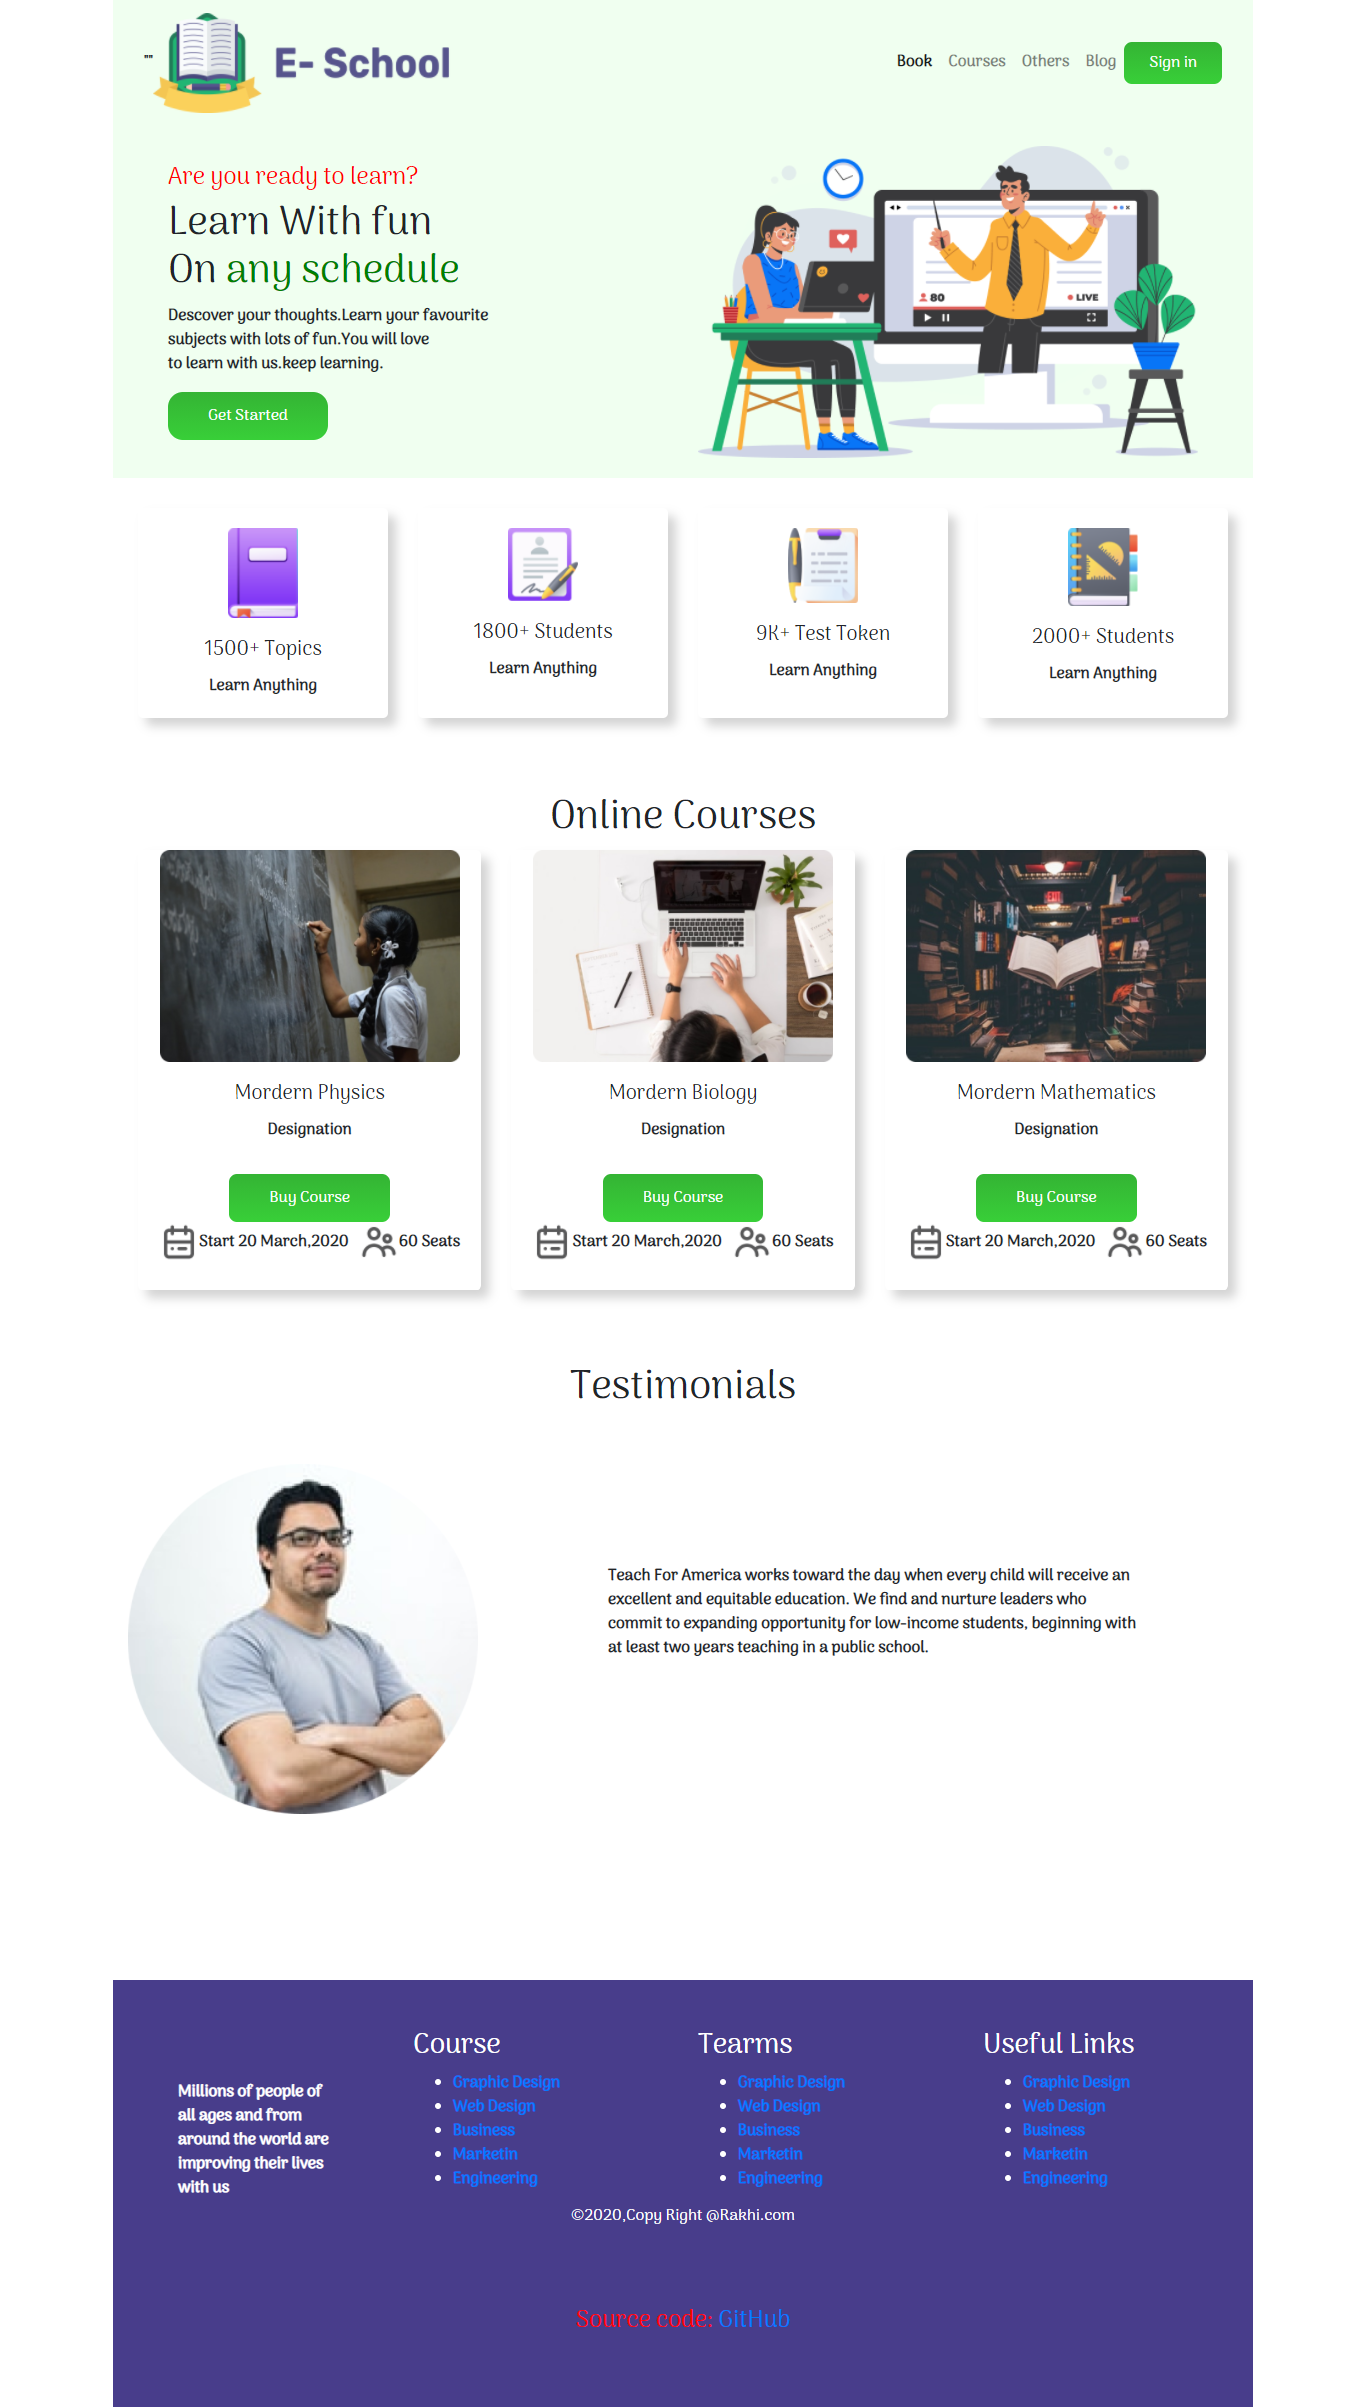 ""
E- School
Book Courses Others Blog Sign in
Are you ready to learn?
Learn With fun
On any schedule
Descover your thoughts.Learn your favourite
subjects with lots of fun.You will love
to learn with us.keep learning.
Get Started
80
LIVE
1500+ Topics
Learn Anything
1800+ Students
Learn Anything
9K+ Test Token
Learn Anything
2000+ Students
Learn Anything
Online Courses
EXIT
Mordern Physics
Designation
Buy Course
Start 20 March,2020 60 Seats
Mordern Biology
Designation
Buy Course
Start 20 March,2020 60 Seats
Mordern Mathematics
Designation
Buy Course
Start 20 March,2020 60 Seats
Testimonials
Teach For America works toward the day when every child will receive an
excellent and equitable education. We find and nurture leaders who
commit to expanding opportunity for low-income students, beginning with
at least two years teaching in a public school.
Millions of people of
all ages and from
around the world are
improving their lives
with us
Course
Graphic Design
Web Design
Business
Marketin
Engineering
Tearms
Graphic Design
Web Design
Business
Marketin
Engineering
Useful Links
Graphic Design
Web Design
Business
Marketin
Engineering
©2020,Copy Right @Rakhi.com
Source code: GitHub